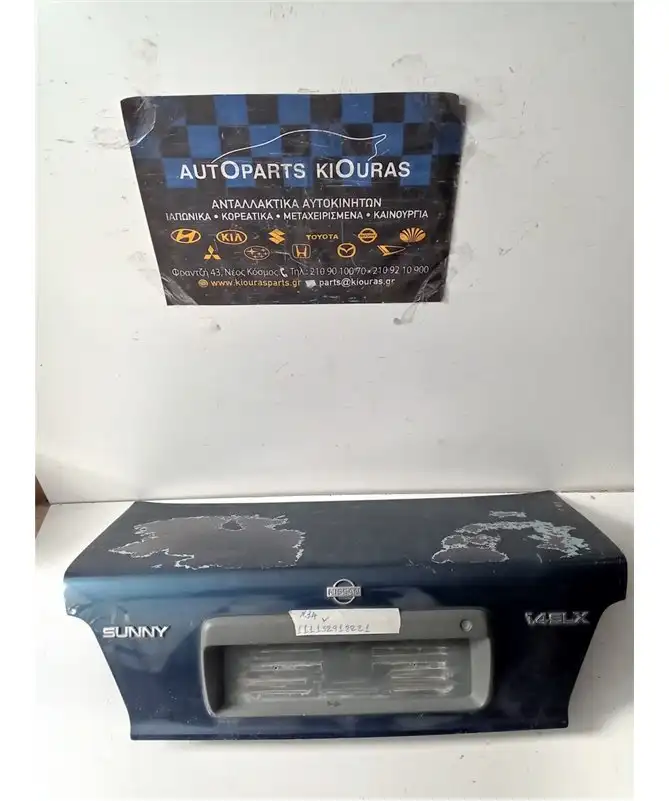 AUTOPARTS KIOURAS
ΑΝΤΑΛΛΑΚΤΙΚΑ ΑΥΤΟΚΙΝΗΤΩΝ
ΙΑΠΩΝΙΚΑ • ΚΟΡΕΑΤΙΚΑ • ΜΕΤΑΧΕΙΡΙΣΜΕΝΑ • ΚΑΙΝΟΥΡΓΙΑ
KIA TOYOTA
Φραντζή 43, Νέος Κόσμος Τηλ.: 210 90 100 70 • 210 92 10 900
www.kiourasparts.gr parts@kiouras.gr
NISSAN
SUNNY
1.4SLX